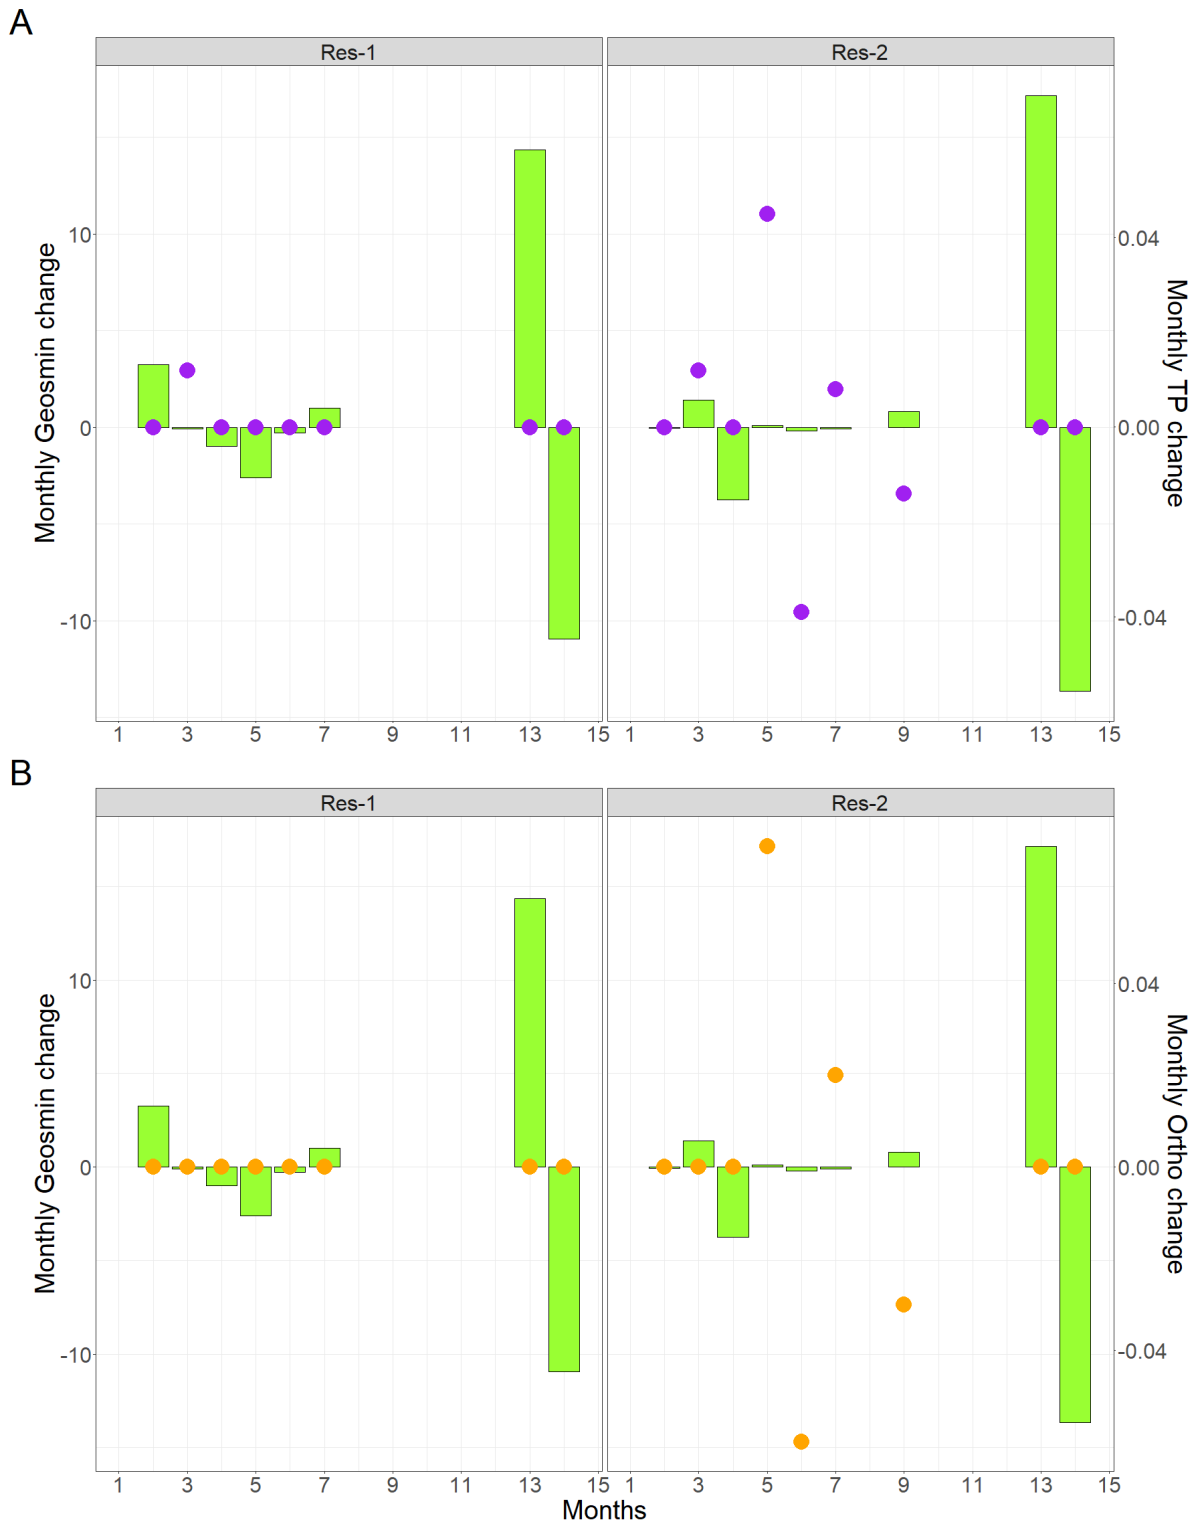 A
Res-1 Res-2
Monthly Geosmin change
10
0
-10
0.04
0.00
-0.04
Monthly TP change
1 3 5 7 9 11 13 15 1 3 5 7 9 11 13 15
B
Res-1 Res-2
Monthly Geosmin change
10
0
-10
0.04
0.00
-0.04
Monthly Ortho change
1 3 5 7 9 11 13 15 1 3 5 7 9 11 13 15
Months